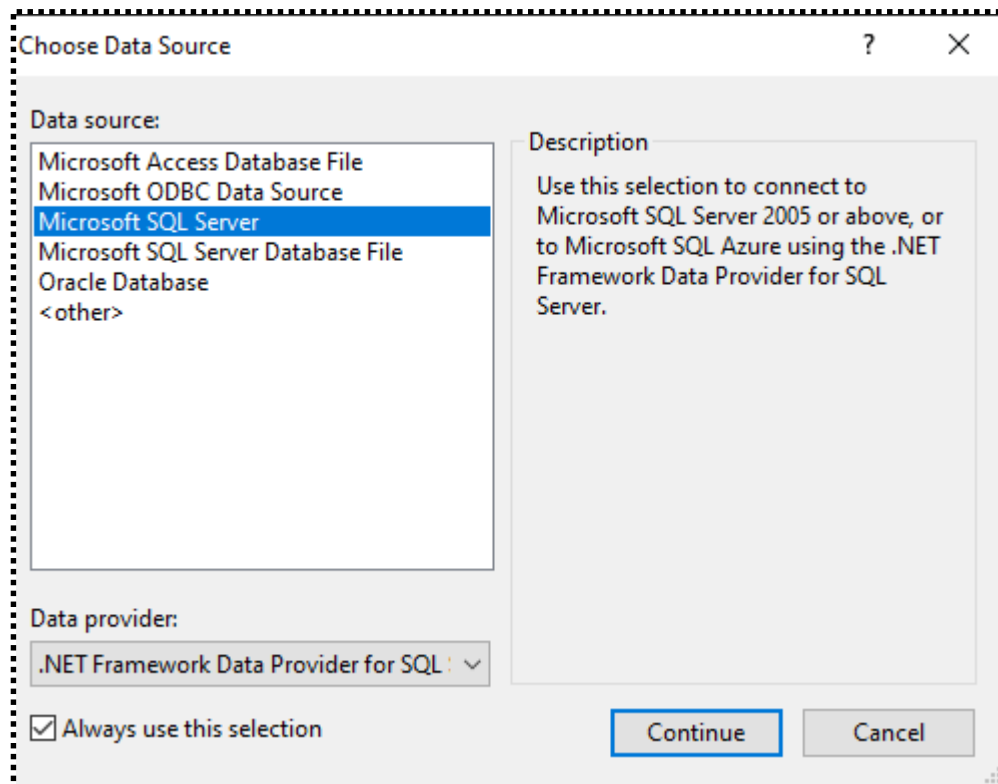 Choose Data Source
?
Data source:
Microsoft Access Database File
Microsoft ODBC Data Source
Microsoft SQL Server
Microsoft SQL Server Database File
Oracle Database
<other>
Description
Use this selection to connect to
Microsoft SQL Server 2005 or above, or
to Microsoft SQL Azure using the .NET
Framework Data Provider for SQL
Server.
Data provider:
.NET Framework Data Provider for SQL
Always use this selection
Continue
Cancel